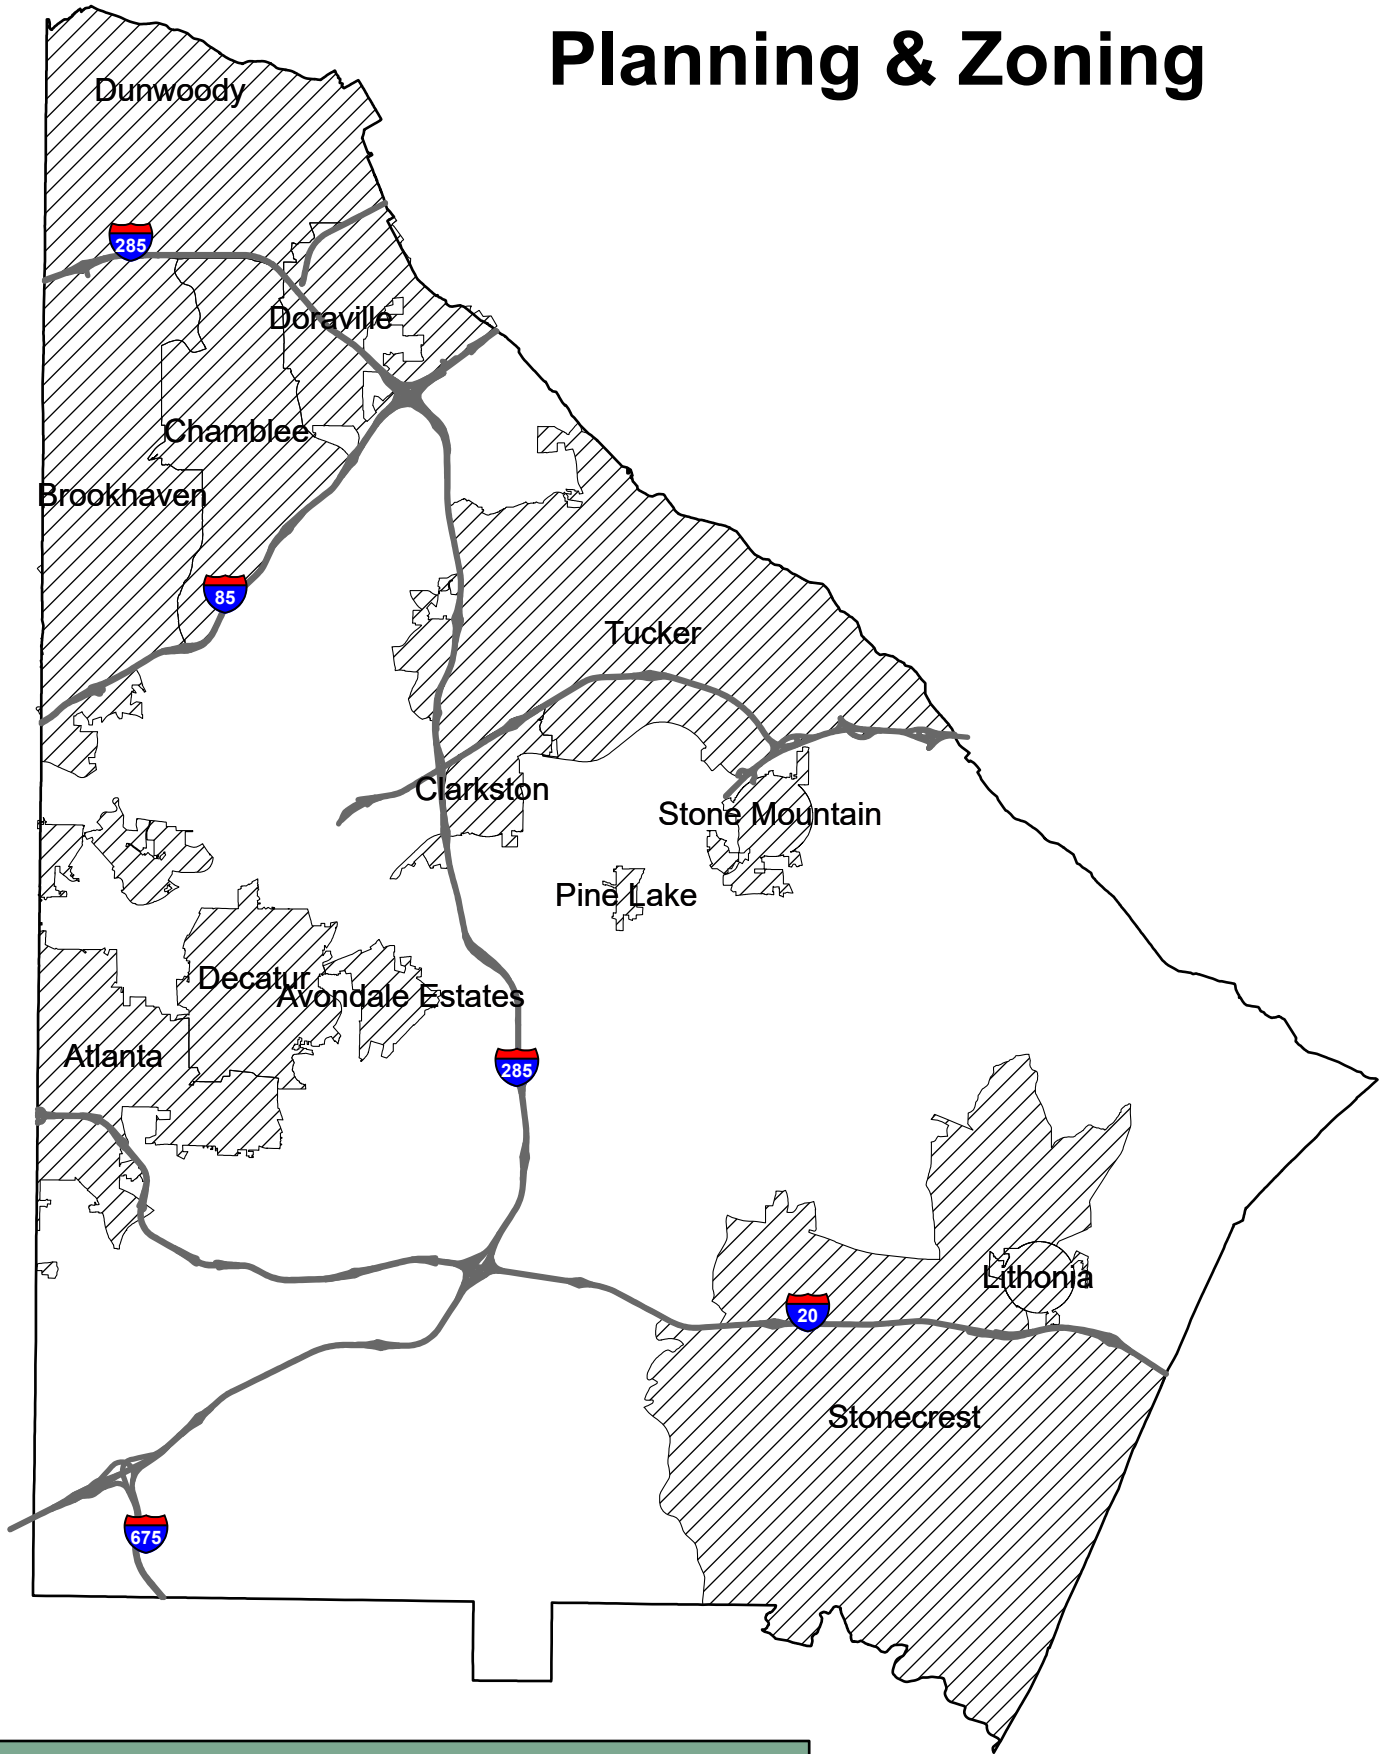 Planning & Zoning
Dunwoody
285
Doraville
Chamblee
Brookhaven
85
Tucker
Clarkston
Stone Mountain
Pine Lake
Decatur
Avondale Estates
Atlanta
285
Lithonia
20
Stonecrest
675